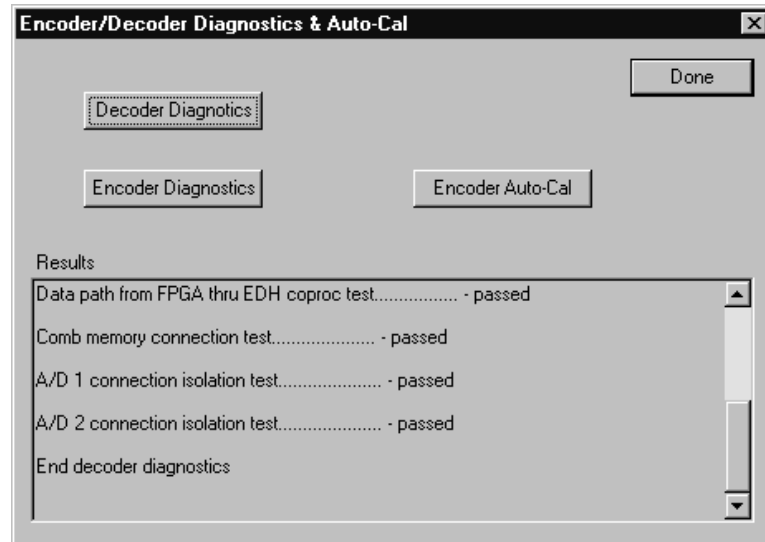 Encoder/Decoder Diagnostics & Auto-Cal
Done
Decoder Diagnotics
Encoder Diagnostics
Encoder Auto-Cal
Results
Data path from FPGA thru EDH coproc test................. - passed
Comb memory connection test..................... - passed
A/D 1 connection isolation test..................... - passed
A/D 2 connection isolation test..................... - passed
End decoder diagnostics